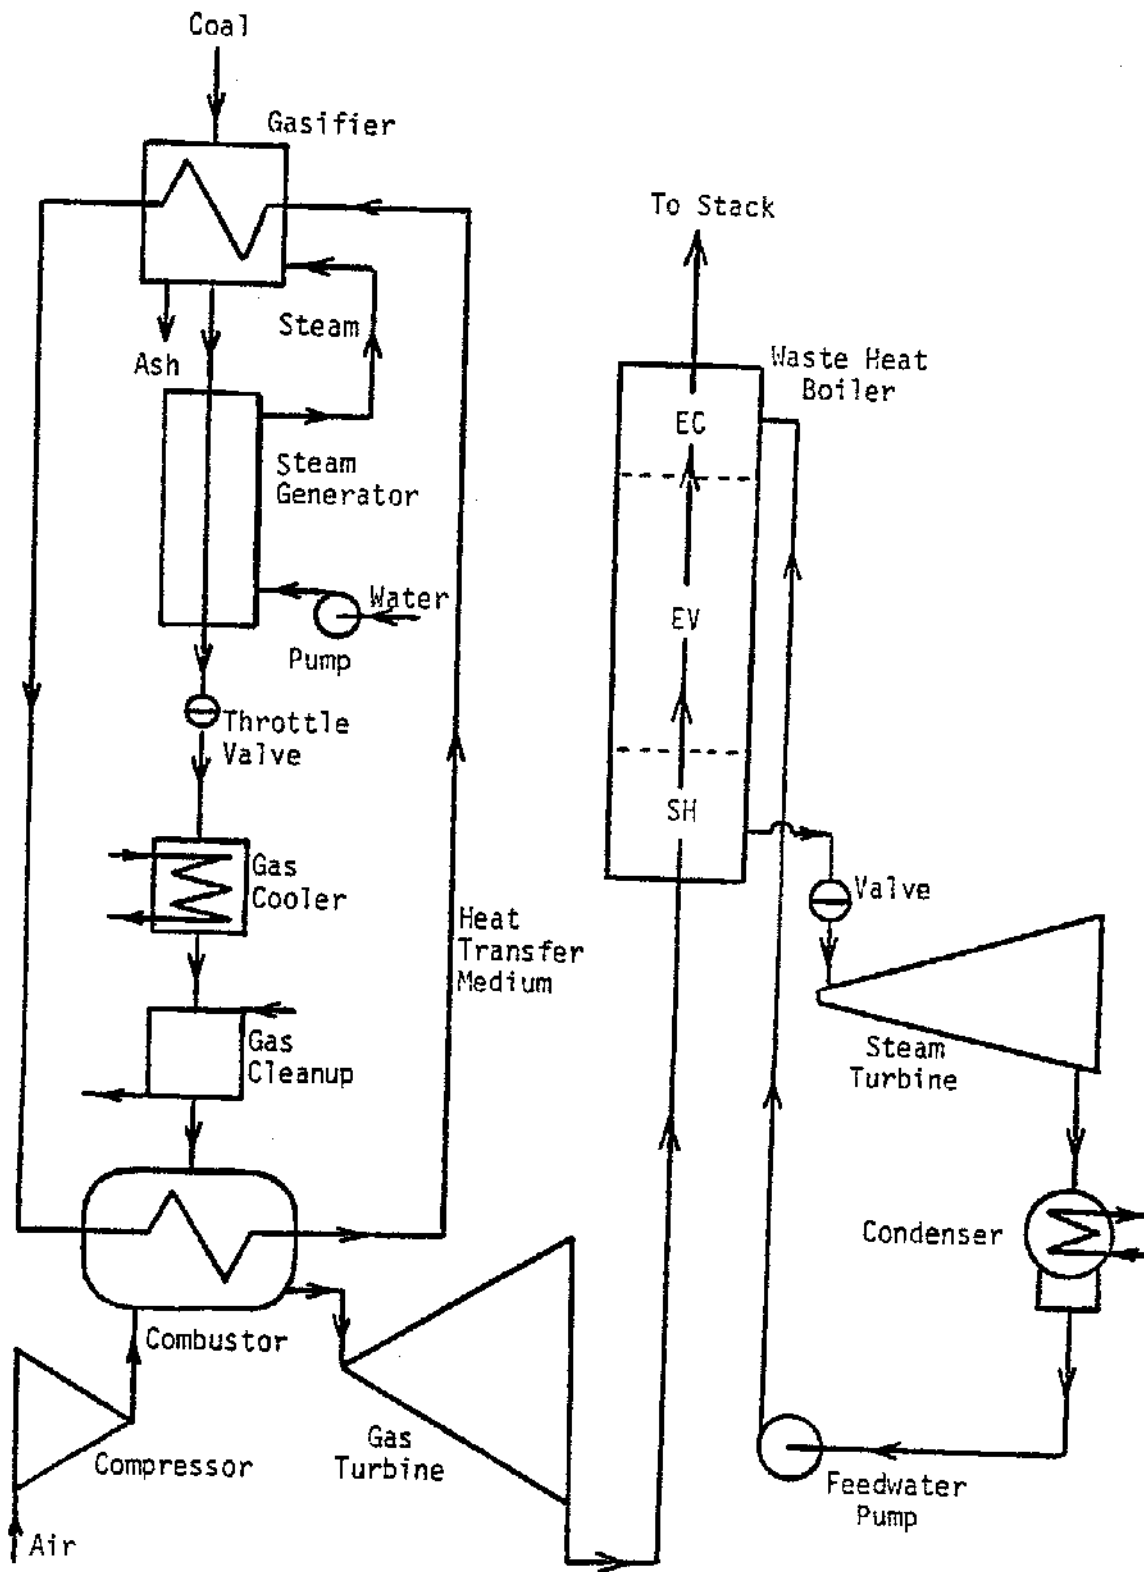 Coal
Gasifier
Steam
Ash
Steam
Generator
Water
Pump
Throttle
Valve
Gas
Cooler
Heat
Transfer
Medium
Gas
Cleanup
Combustor
Compressor
Air
Gas
Turbine
To Stack
Waste Heat
Boiler
EC
EV
SH
Valve
Steam
Turbine
Condenser
Feedwater
Pump